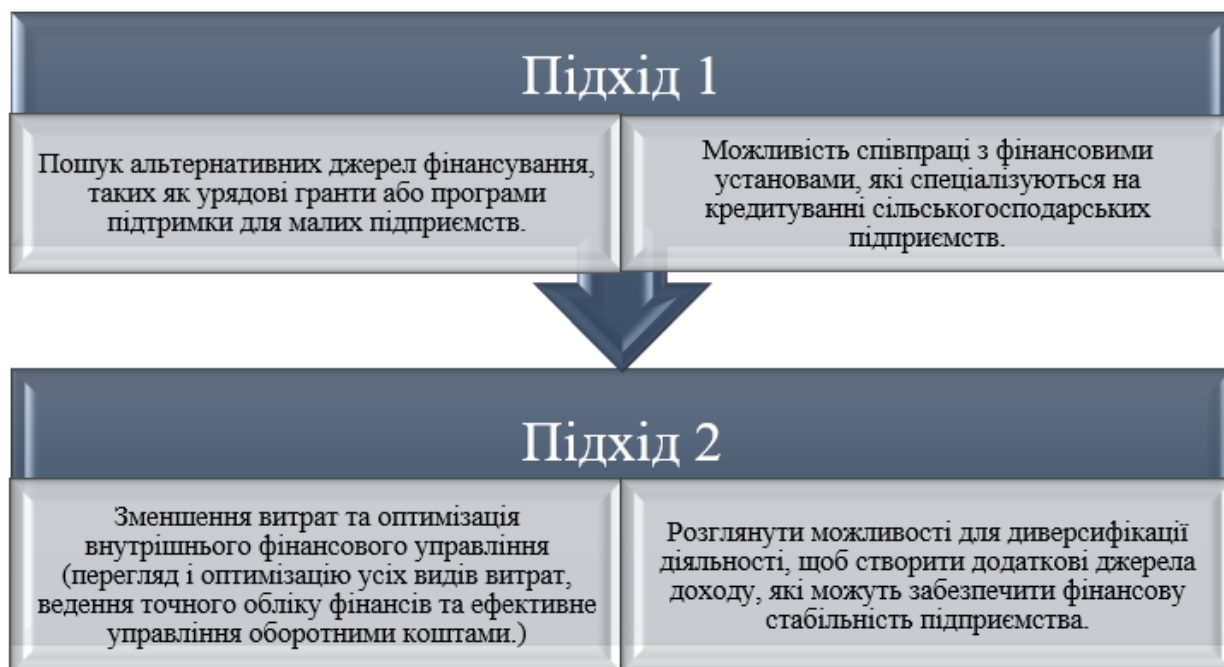 Підхід 1
Пошук альтернативних джерел фінансування,
таких як урядові гранти або програми
підтримки для малих підприємств.
Можливість співпраці з фінансовими
установами, які спеціалізуються на
кредитуванні сільськогосподарських
підприємств.
Підхід 2
Зменшення витрат та оптимізація
внутрішнього фінансового управління
(перегляд і оптимізацію усіх видів витрат,
ведення точного обліку фінансів та ефективне
управління оборотними коштами.)
Розглянути можливості для диверсифікації
діяльності, щоб створити додаткові джерела
доходу, які можуть забезпечити фінансову
стабільність підприємства.